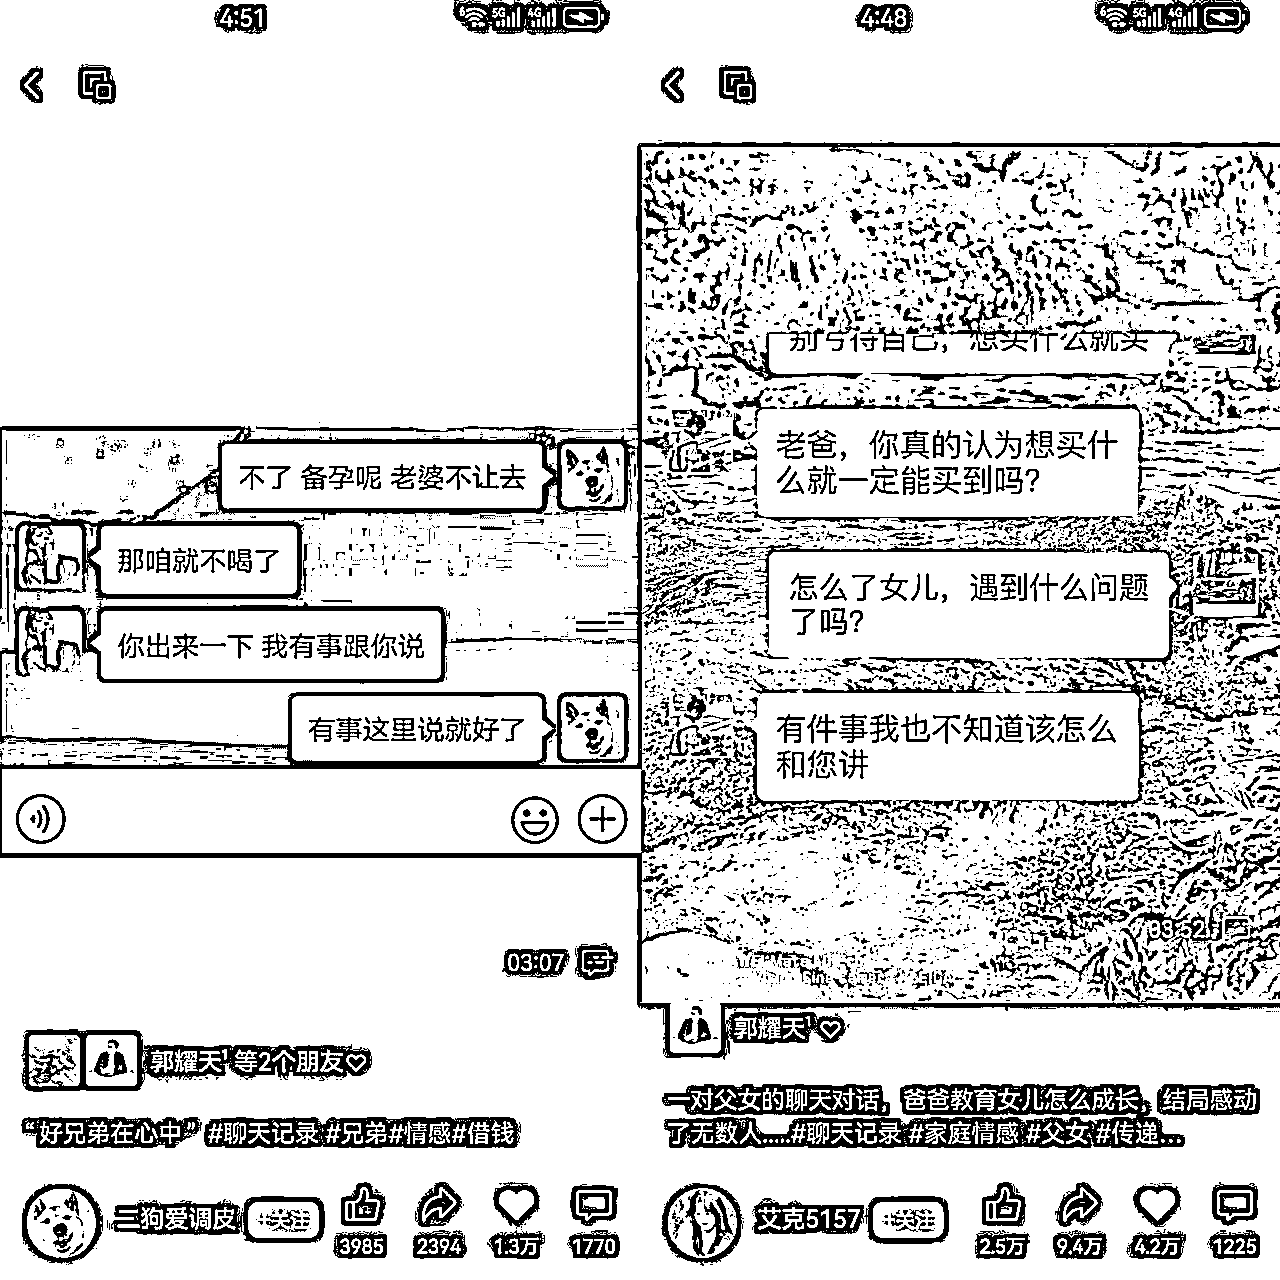 4:51
不了 备孕呢 老婆不让去
那咱就不喝了
你出来一下 我有事跟你说
有事这里说就好了
03:07
郭耀天¹ 等2个朋友♡
“好兄弟在心中” #聊天记录 #兄弟#情感#借钱
二狗爱调皮
+关注
3985
2394
1.3万
1770
4:48
别亏待自己，想买什么就买
老爸，你真的认为想买什
么就一定能买到吗？
怎么了女儿，遇到什么问题
了吗？
有件事我也不知道该怎么
和您讲
03:52
郭耀天¹♡
一对父女的聊天对话，爸爸教育女儿怎么成长，结局感动
了无数人....#聊天记录 #家庭情感 #父女 #传递...
艾克5157
+关注
2.5万
9.4万
4.2万
1225